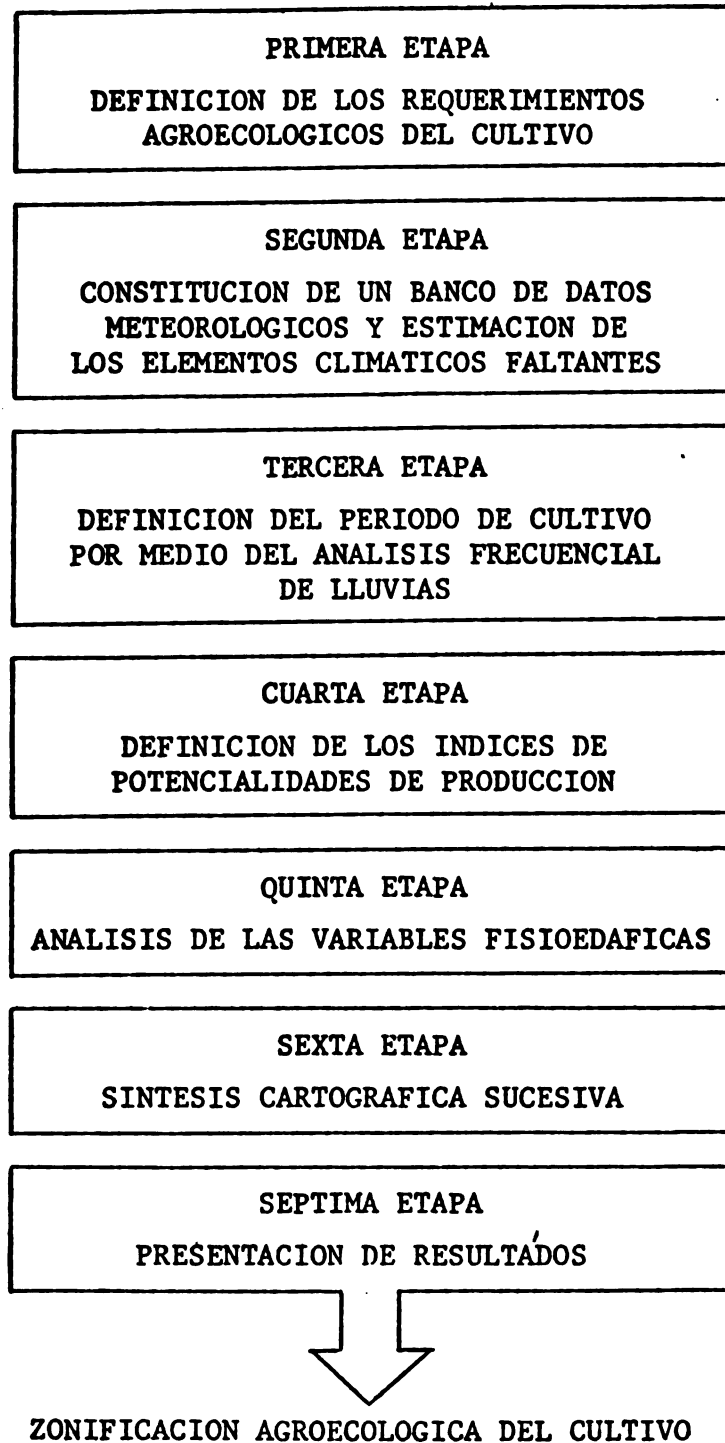 PRIMERA ETAPA
DEFINICION DE LOS REQUERIMIENTOS
AGROECOLOGICOS DEL CULTIVO
SEGUNDA ETAPA
CONSTITUCION DE UN BANCO DE DATOS
METEOROLOGICOS Y ESTIMACION DE
LOS ELEMENTOS CLIMATICOS FALTANTES
TERCERA ETAPA
DEFINICION DEL PERIODO DE CULTIVO
POR MEDIO DEL ANALISIS FRECUENCIAL
DE LLUVIAS
CUARTA ETAPA
DEFINICION DE LOS INDICES DE
POTENCIALIDADES DE PRODUCCION
QUINTA ETAPA
ANALISIS DE LAS VARIABLES FISIOEDAFICAS
SEXTA ETAPA
SINTESIS CARTOGRAFICA SUCESIVA
SEPTIMA ETAPA
PRESENTACION DE RESULTADOS
ZONIFICACION AGROECOLOGICA DEL CULTIVO